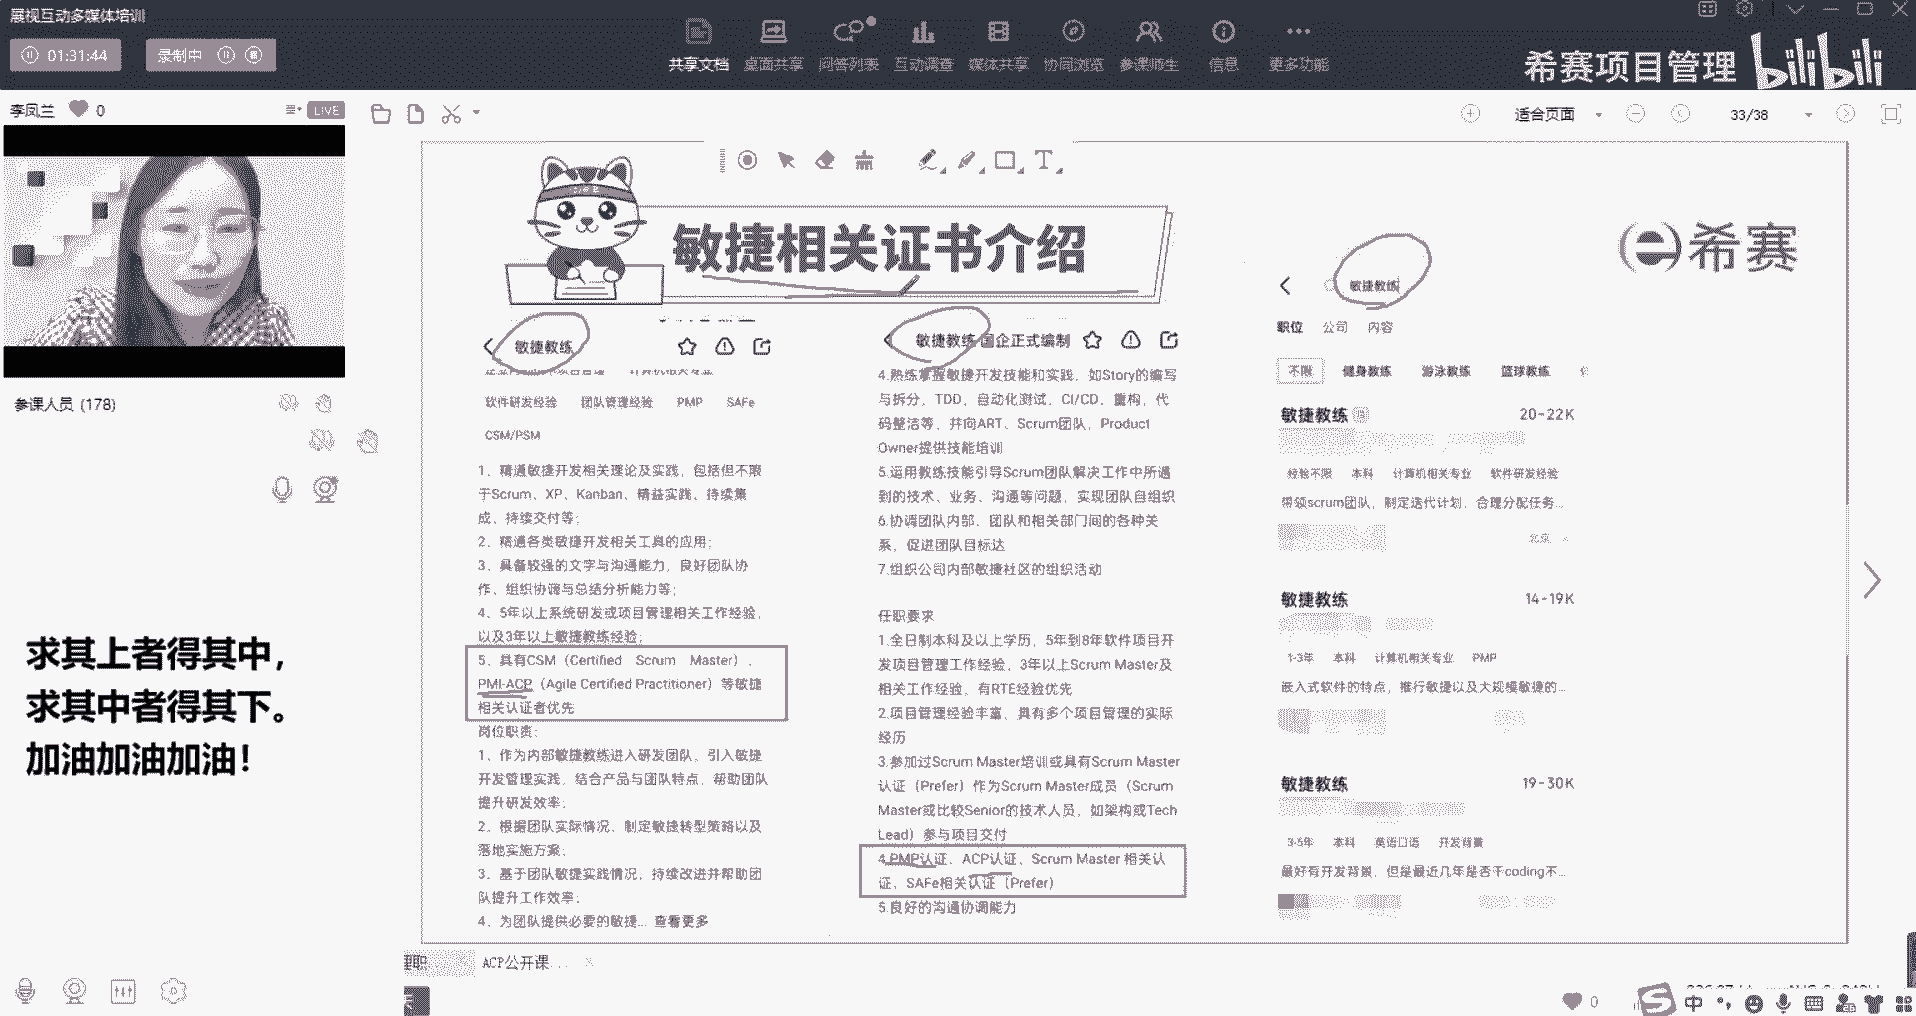 展视互动多媒体培训
01:31:44
录制中
共享文档
桌面共享
问答列表
互动调查
媒体共享
协同浏览
参课师生
信息
更多功能
希赛项目管理
bilibili
李凤兰
0
LIVE
适合页面
33/38
参课人员 (178)
求其上者得其中，
求其中者得其下。
加油加油加油！
敏捷相关证书介绍
希赛
敏捷教练
软件研发经验
团队管理经验
PMP
SAFe
CSM/PSM
1、精通敏捷开发相关理论及实践，包括但不限
于Scrum、XP、Kanban、精益实践、持续集
成、持续交付等；
2、精通各类敏捷开发相关工具的应用；
3、具备较强的文字与沟通能力，良好团队协
作、组织协调与总结分析能力等；
4、5年以上系统研发或项目管理相关工作经验，
以及3年以上敏捷教练经验；
5、具有CSM（Certified Scrum Master）、
PMI-ACP（Agile Certified Practitioner）等敏捷
相关认证者优先
岗位职责：
1、作为内部敏捷教练进入研发团队，引入敏捷
开发管理实践，结合产品与团队特点，帮助团队
提升研发效率；
2、根据团队实际情况，制定敏捷转型策略以及
落地实施方案；
3、基于团队敏捷实践情况，持续改进并帮助团
队提升工作效率；
4、为团队提供必要的敏捷... 查看更多
敏捷教练 国企正式编制
4.熟练掌握敏捷开发技能和实践，如Story的编写
与拆分，TDD，自动化测试，CI/CD，重构，代
码整洁等，并向ART、Scrum团队，Product
Owner提供技能培训
5.运用教练技能引导Scrum团队解决工作中所遇
到的技术、业务、沟通等问题，实现团队自组织
6.协调团队内部、团队和相关部门间的各种关
系，促进团队目标达
7.组织公司内部敏捷社区的组织活动
任职要求
1.全日制本科及以上学历，5年到8年软件项目开
发项目管理工作经验，3年以上Scrum Master及
相关工作经验，有RTE经验优先
2.项目管理经验丰富，具有多个项目管理的实际
经历
3.参加过Scrum Master培训或具有Scrum Master
认证（Prefer）作为Scrum Master成员（Scrum
Master或比较Senior的技术人员，如架构或Tech
Lead）参与项目交付
4.PMP认证、ACP认证、Scrum Master 相关认
证、SAFe相关认证（Prefer）
5.良好的沟通协调能力
敏捷教练
职位
公司
内容
不限
健身教练
游泳教练
篮球教练
敏捷教练
20-22K
经验不限
本科
计算机相关专业
软件研发经验
带领scrum团队，制定迭代计划，合理分配任务...
北京
敏捷教练
14-19K
1-3年
本科
计算机相关专业
PMP
嵌入式软件的特点，推行敏捷以及大规模敏捷的...
敏捷教练
19-30K
3-5年
本科
英语口语
开发背景
最好有开发背景，但是最近几年是否干coding不...
ACP公开课...
0
中